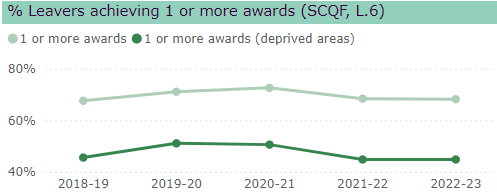 % Leavers achieving 1 or more awards (SCQF, L.6)
1 or more awards 1 or more awards (deprived areas)
80%
60%
40%
2018-19 2019-20 2020-21 2021-22 2022-23